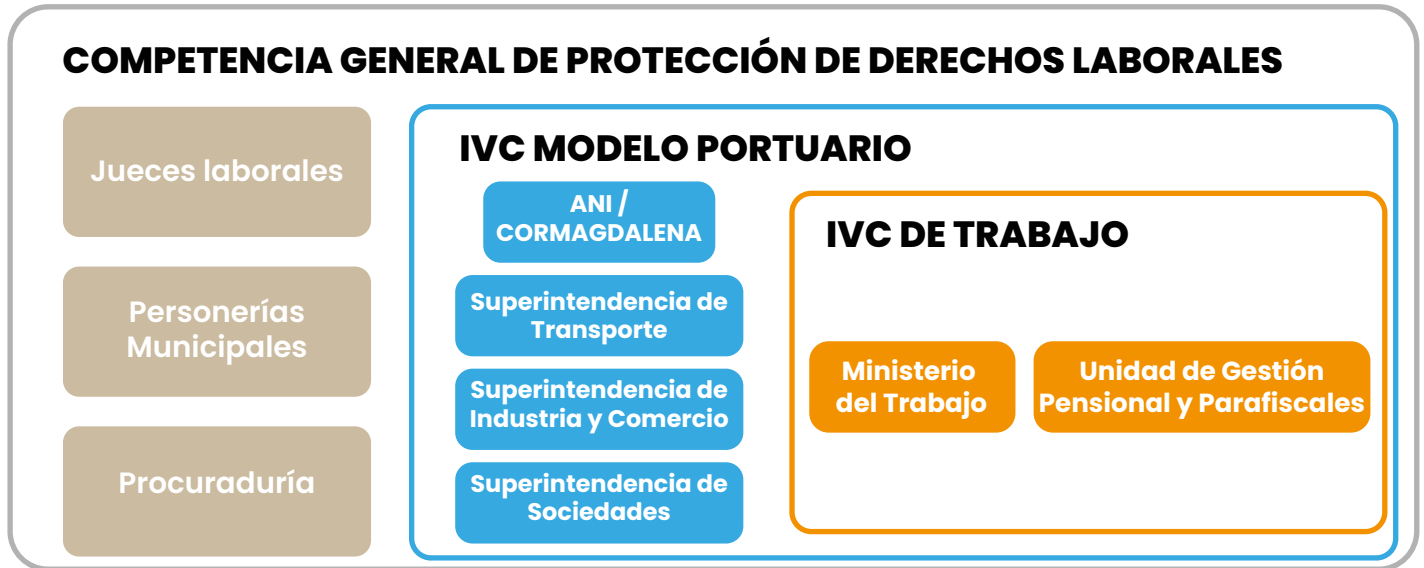 COMPETENCIA GENERAL DE PROTECCIÓN DE DERECHOS LABORALES
Jueces laborales
Personerías
Municipales
Procuraduría
IVC MODELO PORTUARIO
ANI /
CORMAGDALENA
Superintendencia de
Transporte
Superintendencia de
Industria y Comercio
Superintendencia de
Sociedades
IVC DE TRABAJO
Ministerio
del Trabajo
Unidad de Gestión
Pensional y Parafiscales